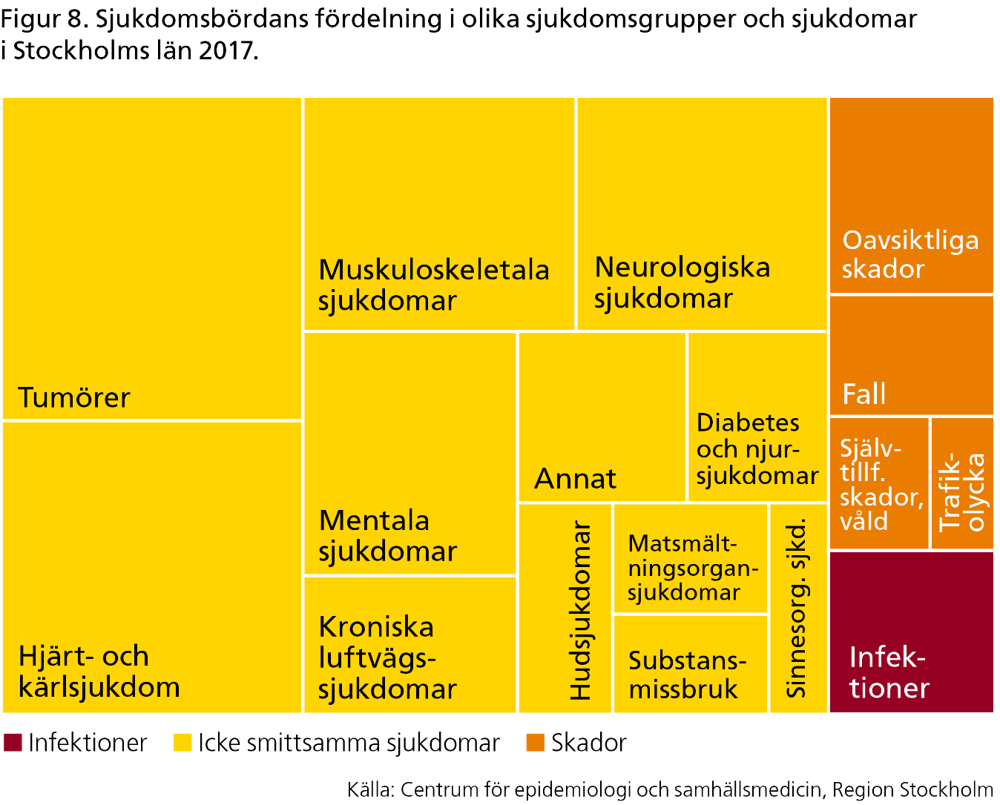 Figur 8. Sjukdomsbördans fördelning i olika sjukdomsgrupper och sjukdomar
i Stockholms län 2017.
Tumörer
Hjärt- och
kärlsjukdom
Muskuloskeletala
sjukdomar
Neurologiska
sjukdomar
Mentala
sjukdomar
Kroniska
luftvägs-
sjukdomar
Annat
Diabetes
och njur-
sjukdomar
Hudsjukdomar
Matsmält-
ningsorgan-
sjukdomar
Substans-
missbruk
Sinnesorg. sjkd.
Oavsiktliga
skador
Fall
Själv-
tillf.
skador,
våld
Trafik-
olycka
Infek-
tioner
Infektioner
Icke smittsamma sjukdomar
Skador
Källa: Centrum för epidemiologi och samhällsmedicin, Region Stockholm